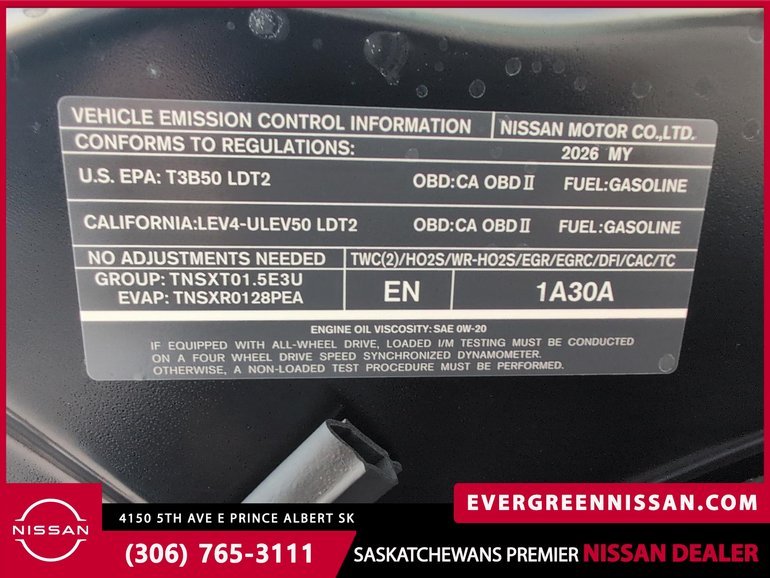 VEHICLE EMISSION CONTROL INFORMATION NISSAN MOTOR CO.,LTD.
CONFORMS TO REGULATIONS: 2026 MY
U.S. EPA: T3B50 LDT2 OBD:CA OBD II FUEL:GASOLINE
CALIFORNIA:LEV4-ULEV50 LDT2 OBD:CA OBD II FUEL:GASOLINE
NO ADJUSTMENTS NEEDED TWC(2)/HO2S/WR-HO2S/EGR/EGRC/DFI/CAC/TC
GROUP: TNSXT01.5E3U
EVAP: TNSXR0128PEA
EN 1A30A
ENGINE OIL VISCOSITY: SAE 0W-20
IF EQUIPPED WITH ALL-WHEEL DRIVE, LOADED I/M TESTING MUST BE CONDUCTED
ON A FOUR WHEEL DRIVE SPEED SYNCHRONIZED DYNAMOMETER.
OTHERWISE, A NON-LOADED TEST PROCEDURE MUST BE PERFORMED.
EVERGREENNISSAN.COM
NISSAN
4150 5TH AVE E PRINCE ALBERT SK
(306) 765-3111
SASKATCHEWANS PREMIER NISSAN DEALER